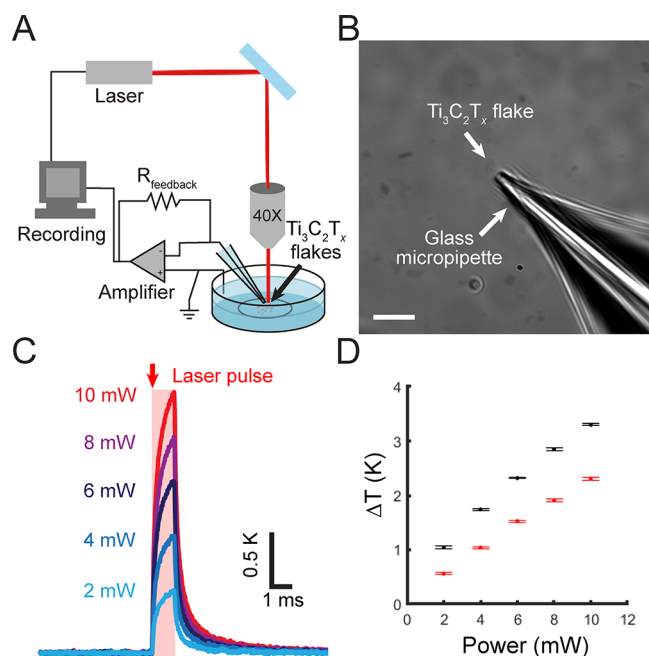 A
Laser
R_feedback
40X
Ti₃C₂Tₓ
flakes
Recording
Amplifier
-
+
B
Ti₃C₂Tₓ flake
Glass
micropipette
C
Laser pulse
10 mW
8 mW
6 mW
4 mW
2 mW
0.5 K
1 ms
D
ΔT (K)
4
3
2
1
0
0 2 4 6 8 10 12
Power (mW)